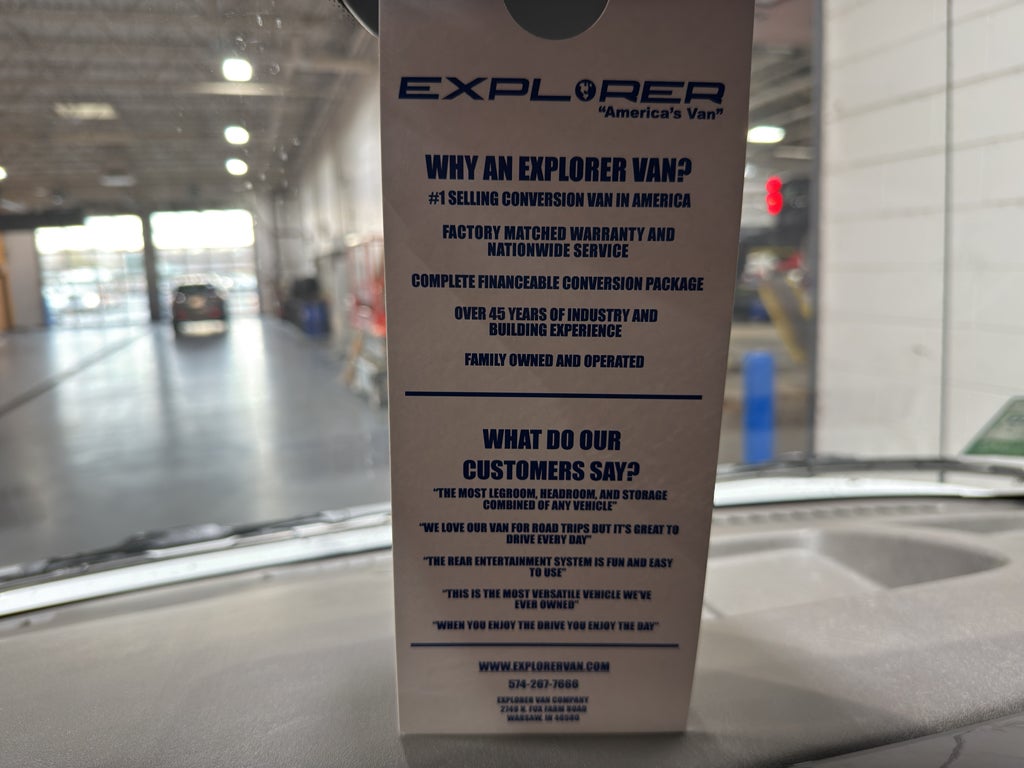 EXPLORER
"America's Van"
WHY AN EXPLORER VAN?
#1 SELLING CONVERSION VAN IN AMERICA
FACTORY MATCHED WARRANTY AND
NATIONWIDE SERVICE
COMPLETE FINANCEABLE CONVERSION PACKAGE
OVER 45 YEARS OF INDUSTRY AND
BUILDING EXPERIENCE
FAMILY OWNED AND OPERATED
WHAT DO OUR
CUSTOMERS SAY?
"THE MOST LEGROOM, HEADROOM, AND STORAGE
COMBINED OF ANY VEHICLE"
"WE LOVE OUR VAN FOR ROAD TRIPS BUT IT'S GREAT TO
DRIVE EVERY DAY"
"THE REAR ENTERTAINMENT SYSTEM IS FUN AND EASY
TO USE"
"THIS IS THE MOST VERSATILE VEHICLE WE'VE
EVER OWNED"
"WHEN YOU ENJOY THE DRIVE YOU ENJOY THE DAY"
WWW.EXPLORERVAN.COM
574-267-7666
EXPLORER VAN COMPANY
2749 N. FOX FARM ROAD
WARSAW, IN 46580